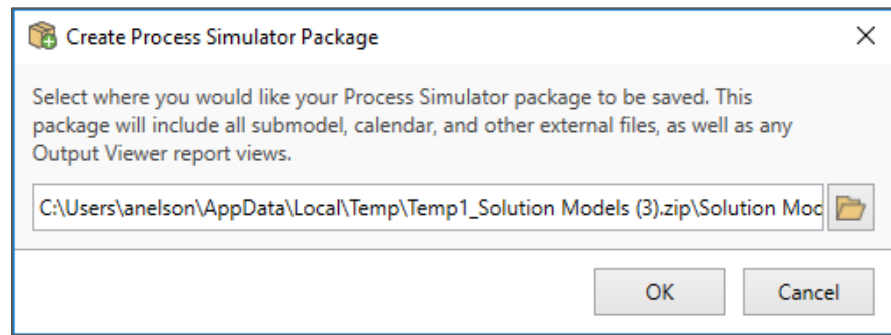 Create Process Simulator Package
Select where you would like your Process Simulator package to be saved. This
package will include all submodel, calendar, and other external files, as well as any
Output Viewer report views.
C:\Users\anelson\AppData\Local\Temp\Temp1_Solution Models (3).zip\Solution Moc
OK
Cancel